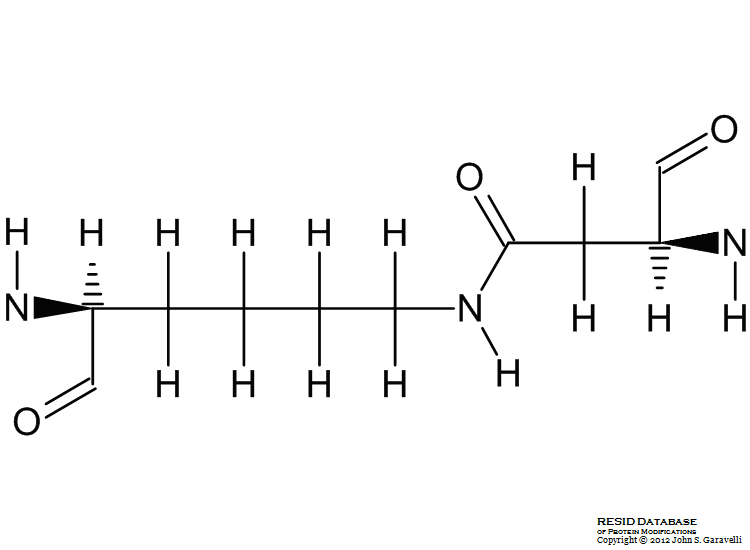 O
O H
H H H H H H N
N N H H
H
H H H H H
O
RESID DATABASE
OF PROTEIN MODIFICATIONS
Copyright © 2012 John S. Garavelli